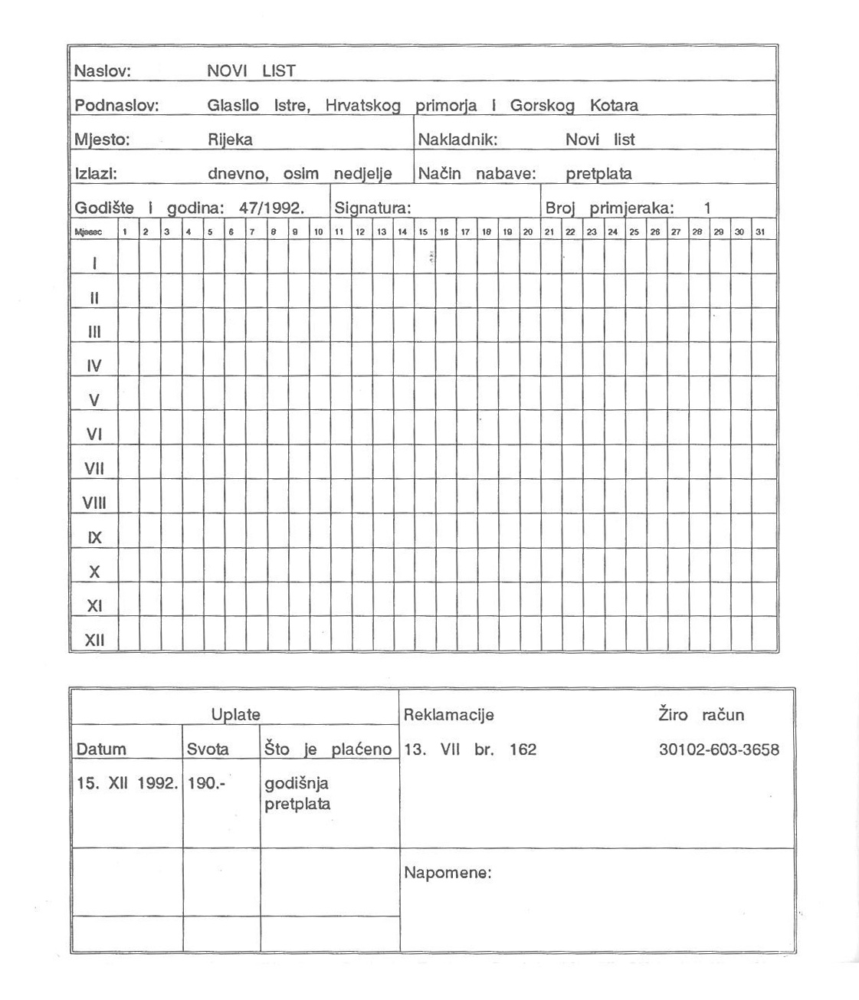 Naslov: NOVI LIST
Podnaslov: Glasilo Istre, Hrvatskog primorja i Gorskog Kotara
Mjesto: Rijeka Nakladnik: Novi list
Izlazi: dnevno, osim nedjelje Način nabave: pretplata
Godište i godina: 47/1992. Signatura: Broj primjeraka: 1
Mjesec 1 2 3 4 5 6 7 8 9 10 11 12 13 14 15 16 17 18 19 20 21 22 23 24 25 26 27 28 29 30 31
I
II
III
IV
V
VI
VII
VIII
IX
X
XI
XII
Uplate Reklamacije Žiro račun
Datum Svota Što je plaćeno 13. VII br. 162 30102-603-3658
15. XII 1992. 190.- godišnja
pretplata
Napomene: